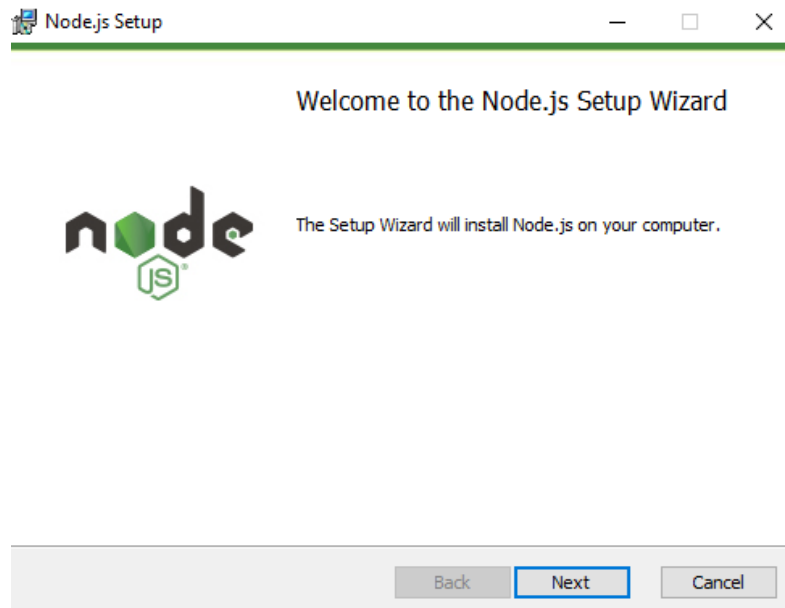 Node.js Setup
Welcome to the Node.js Setup Wizard
node
JS®
The Setup Wizard will install Node.js on your computer.
Back Next Cancel